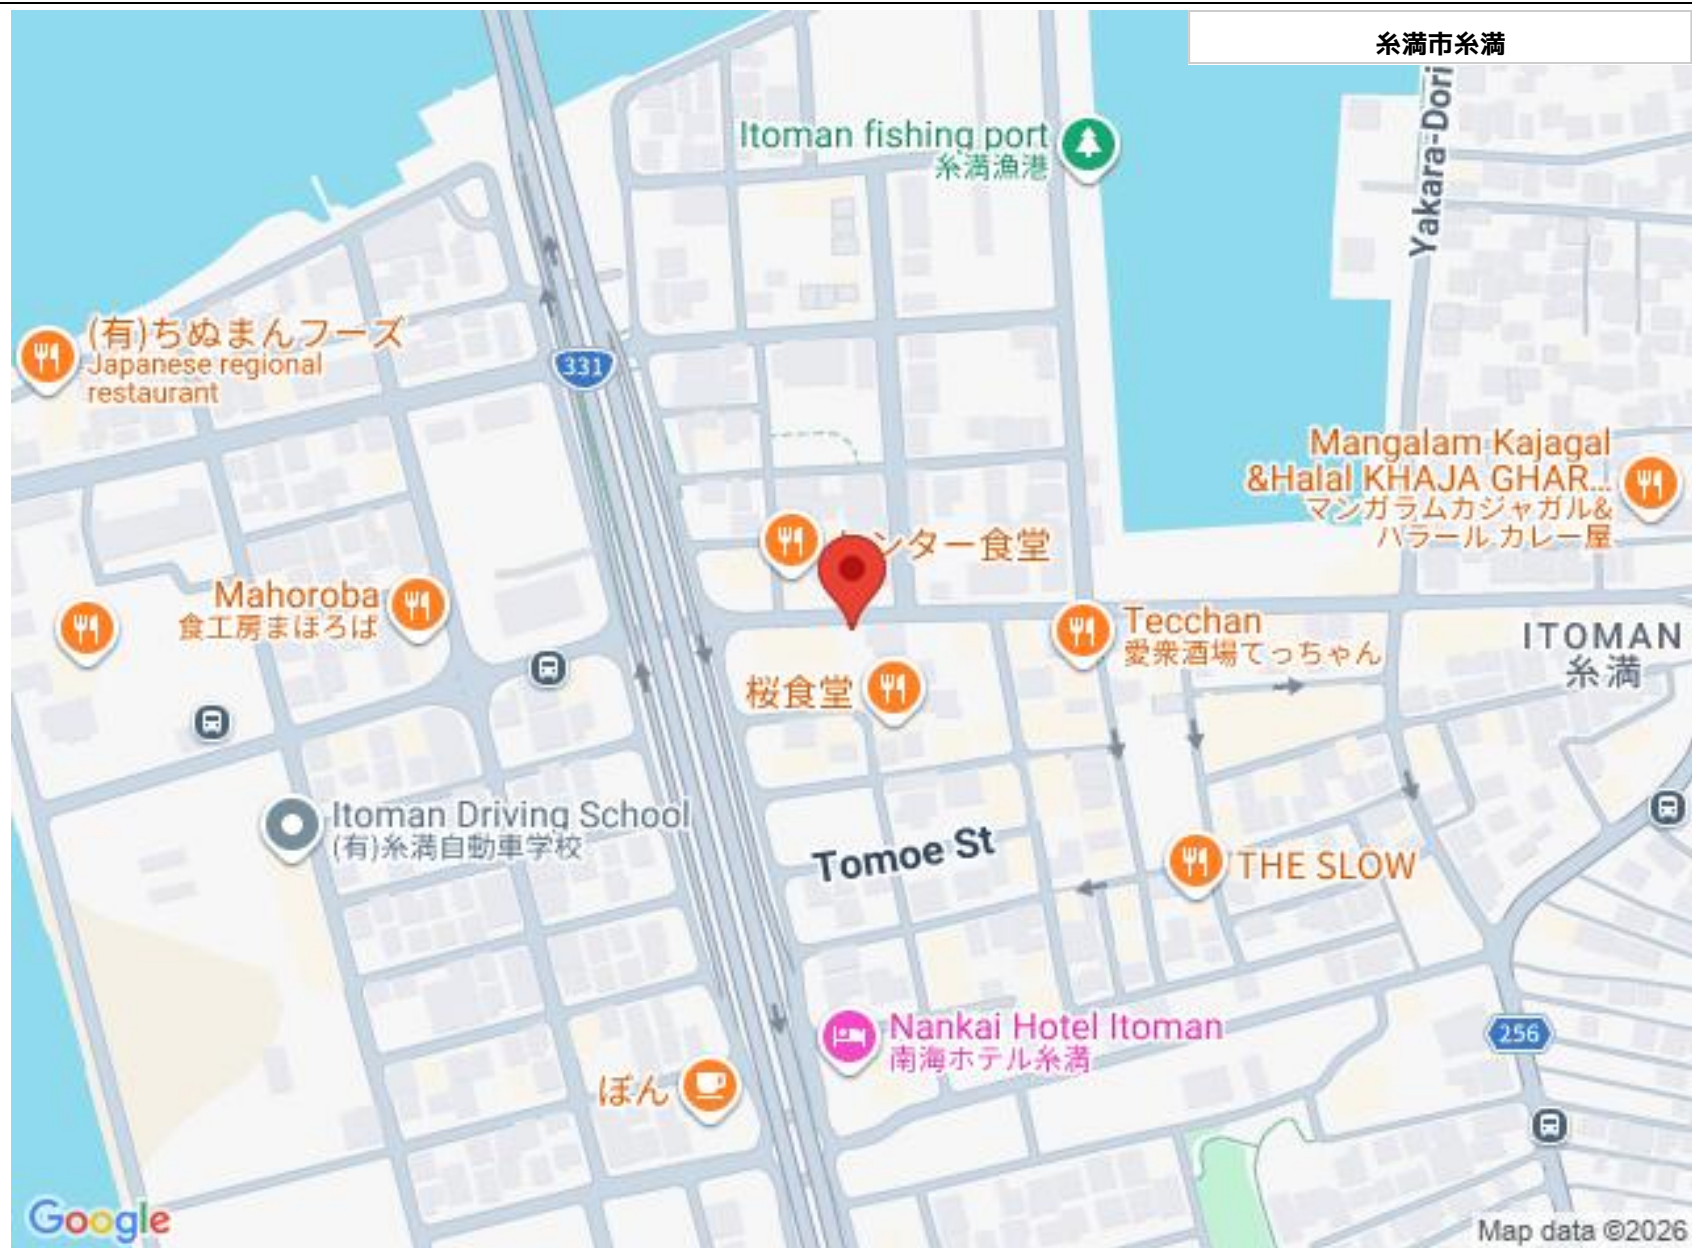 糸満市糸満
Yakara-Dori
Itoman fishing port
糸満漁港
(有)ちぬまんフーズ
Japanese regional
restaurant
331
Mangalam Kajagal
&Halal KHAJA GHAR...
マンガラムカジャガル&
ハラール カレー屋
ンター食堂
Mahoroba
食工房まほろば
Tecchan
愛衆酒場てっちゃん
ITOMAN
糸満
桜食堂
Itoman Driving School
(有)糸満自動車学校
Tomoe St
THE SLOW
Nankai Hotel Itoman
南海ホテル糸満
256
ぽん
Google
Map data ©2026